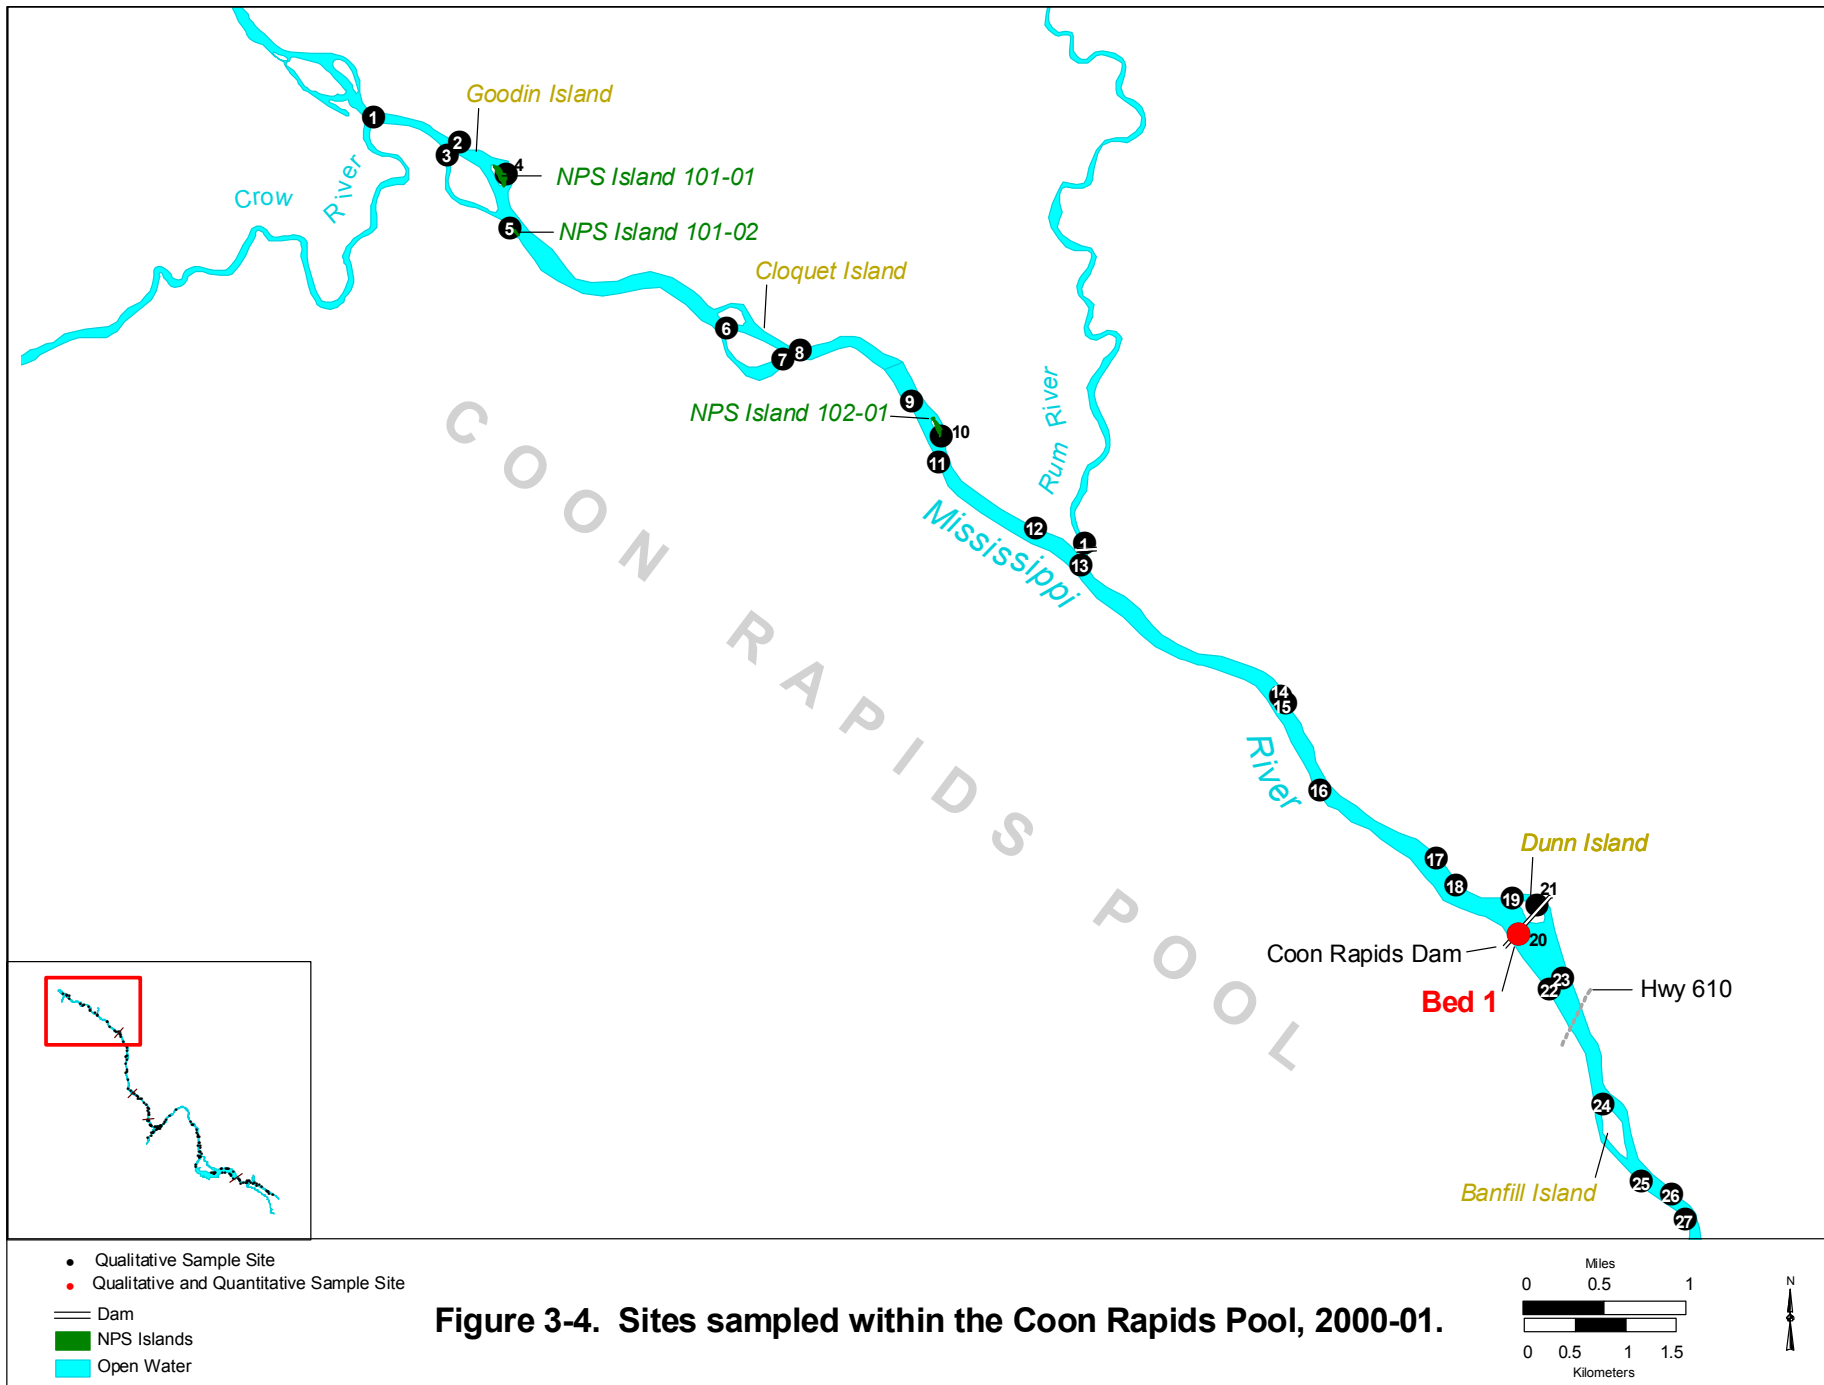 Goodin Island
1
2
3
4
NPS Island 101-01
Crow
River
5
NPS Island 101-02
Cloquet Island
6
7
8
9
NPS Island 102-01
10
11
Rum River
12
1
13
Mississippi
River
COON RAPIDS POOL
14
15
16
17
18
Dunn Island
19
21
20
Coon Rapids Dam
Bed 1
22
23
Hwy 610
24
Banfill Island
25
26
27
Qualitative Sample Site
Qualitative and Quantitative Sample Site
Dam
NPS Islands
Open Water
Figure 3-4. Sites sampled within the Coon Rapids Pool, 2000-01.
Miles
0 0.5 1
0 0.5 1 1.5
Kilometers
N